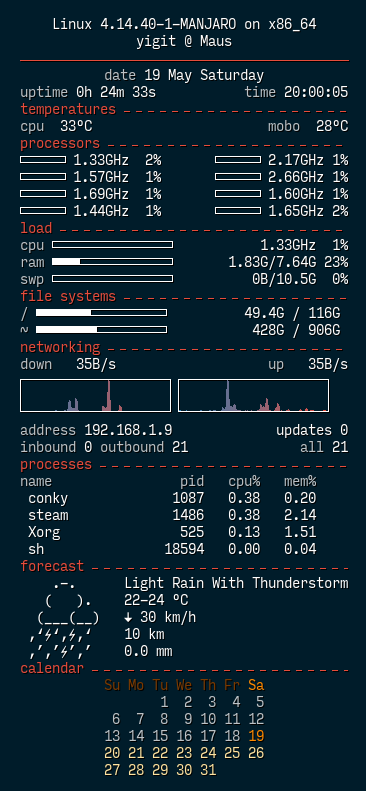 Linux 4.14.40-1-MANJARO on x86_64
yigit @ Maus
date 19 May Saturday
uptime 0h 24m 33s time 20:00:05
temperatures
cpu 33ºC mobo 28ºC
processors
1.33GHz 2% 2.17GHz 1%
1.57GHz 1% 2.66GHz 1%
1.69GHz 1% 1.60GHz 1%
1.44GHz 1% 1.65GHz 2%
load
cpu 1.33GHz 1%
ram 1.83G/7.64G 23%
swp 0B/10.5G 0%
file systems
/ 49.4G / 116G
~ 428G / 906G
networking
down 35B/s up 35B/s
address 192.168.1.9 updates 0
inbound 0 outbound 21 all 21
processes
name pid cpu% mem%
conky 1087 0.38 0.20
steam 1486 0.38 2.14
Xorg 525 0.13 1.51
sh 18594 0.00 0.04
forecast
Light Rain With Thunderstorm
22-24 ºC
↓ 30 km/h
10 km
0.0 mm
calendar
Su Mo Tu We Th Fr Sa
1 2 3 4 5
6 7 8 9 10 11 12
13 14 15 16 17 18 19
20 21 22 23 24 25 26
27 28 29 30 31